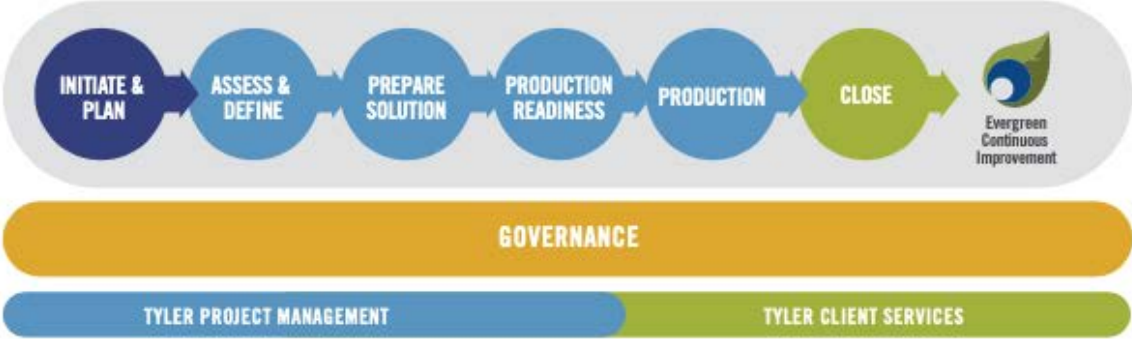 INITIATE &
PLAN
ASSESS &
DEFINE
PREPARE
SOLUTION
PRODUCTION
READINESS
PRODUCTION
CLOSE
Evergreen
Continuous
Improvement
GOVERNANCE
TYLER PROJECT MANAGEMENT
TYLER CLIENT SERVICES